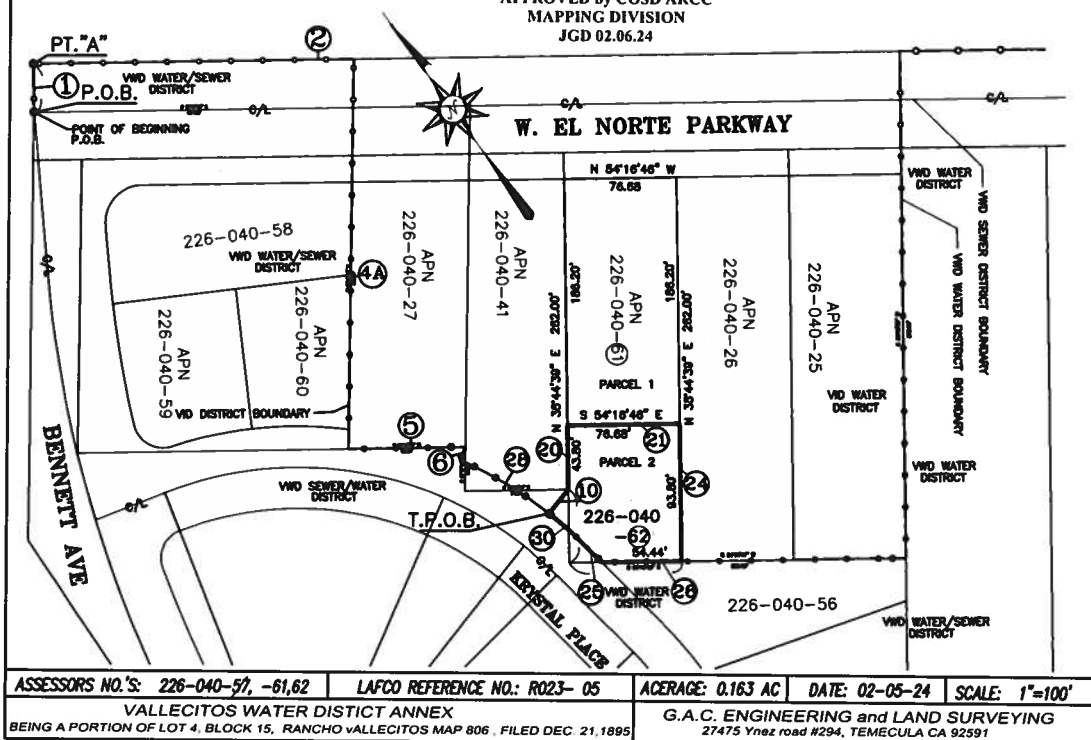 APPROVED by COSD ARCC
MAPPING DIVISION
JGD 02.06.24
PT."A"
2
VWD WATER/SEWER
DISTRICT
1
P.O.B.
C/L
C/L
C/L
POINT OF BEGINNING
P.O.B.
N
W. EL NORTE PARKWAY
N 54°16'46" W
76.68
VWD WATER
DISTRICT
VWD SEWER DISTRICT BOUNDARY
VWD WATER DISTRICT BOUNDARY
C/L
226-040-58
VWD WATER/SEWER
DISTRICT
4A
APN
226-040-27
APN
226-040-41
186.20'
N 35°44'39" E 262.00'
APN
226-040-61
PARCEL 1
186.20'
N 35°44'39" E 262.00'
APN
226-040-26
APN
226-040-25
APN
226-040-59
APN
226-040-60
VID DISTRICT BOUNDARY
VID WATER
DISTRICT
S 54°16'46" E
76.68'
21
5
6
20
43.80'
PARCEL 2
28
24
93.80'
VWD WATER
DISTRICT
VWD SEWER/WATER
DISTRICT
10
T.P.O.B.
226-040
-62
30
54.44'
C/L
C/L
BENNETT AVE
KRYSTAL PLACE
25
VWD WATER
DISTRICT
26
226-040-56
VWD WATER/SEWER
DISTRICT
ASSESSORS NO.'S: 226-040-57, -61,62
LAFCO REFERENCE NO.: RO23- 05
ACERAGE: 0.163 AC
DATE: 02-05-24
SCALE: 1"=100'
VALLECITOS WATER DISTICT ANNEX
BEING A PORTION OF LOT 4, BLOCK 15, RANCHO vALLECITOS MAP 806 , FILED DEC. 21,1895
G.A.C. ENGINEERING and LAND SURVEYING
27475 Ynez road #294, TEMECULA CA 92591